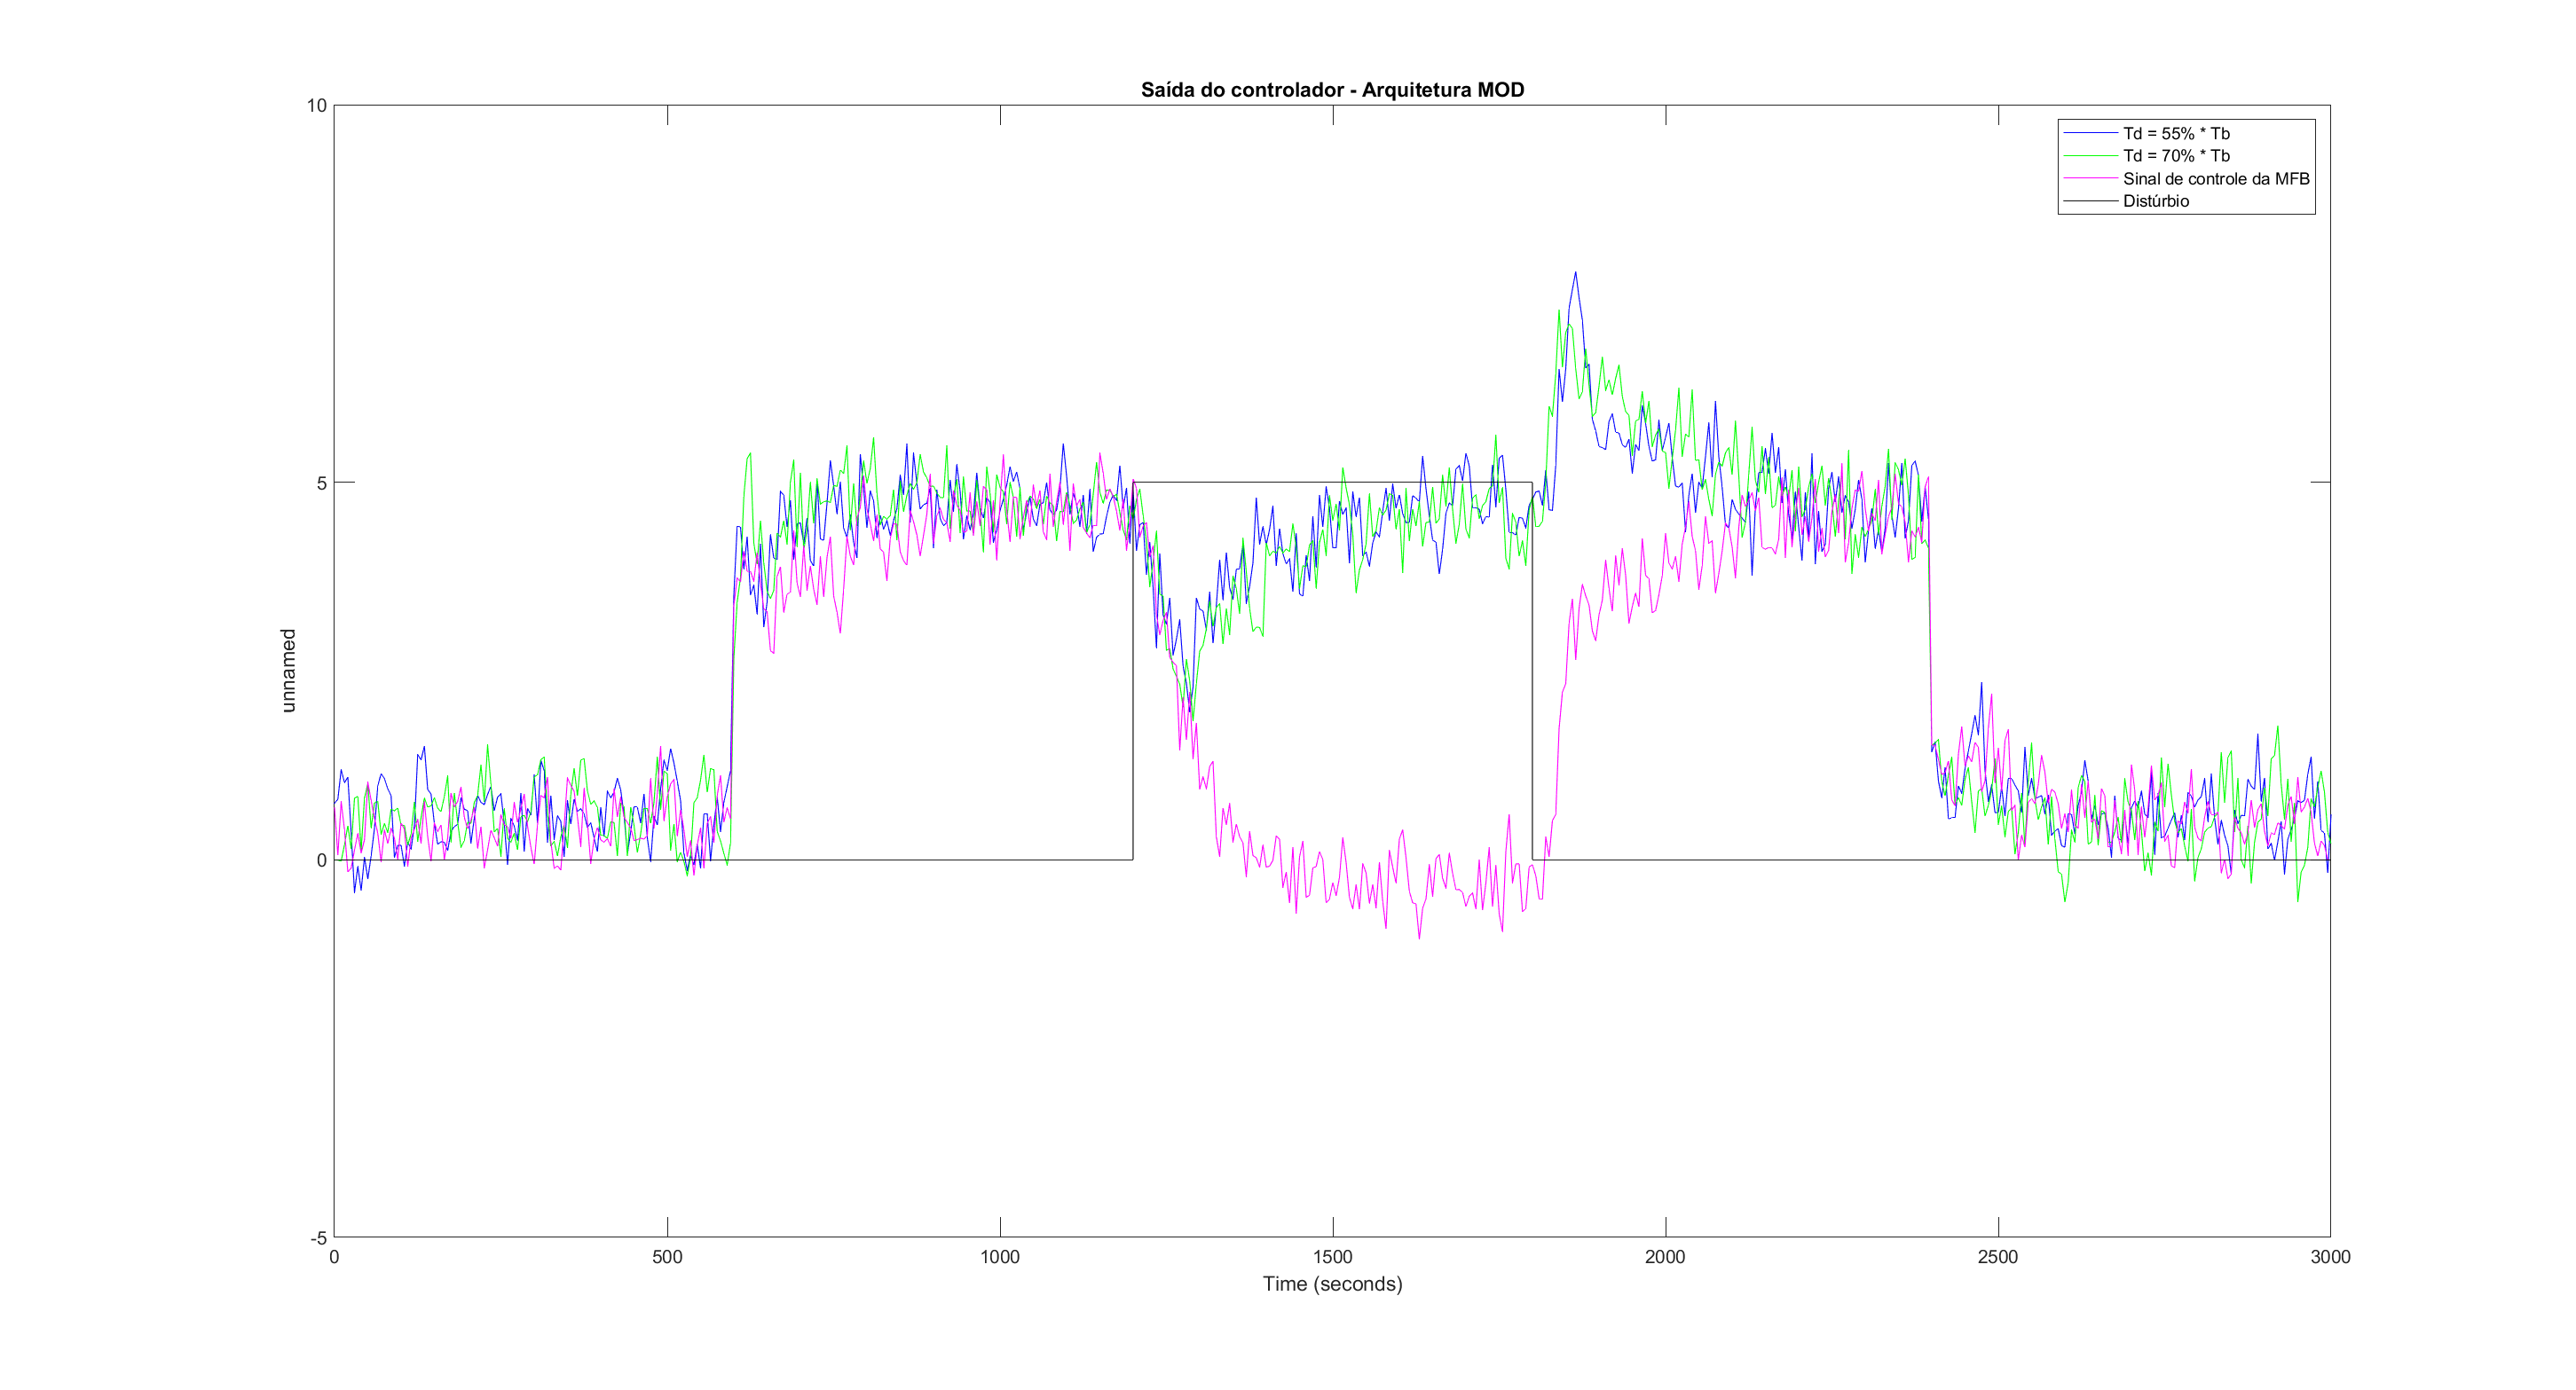 Saída do controlador - Arquitetura MOD
10
5
0
-5
unnamed
Td = 55% * Tb
Td = 70% * Tb
Sinal de controle da MFB
Distúrbio
0 500 1000 1500 2000 2500 3000
Time (seconds)